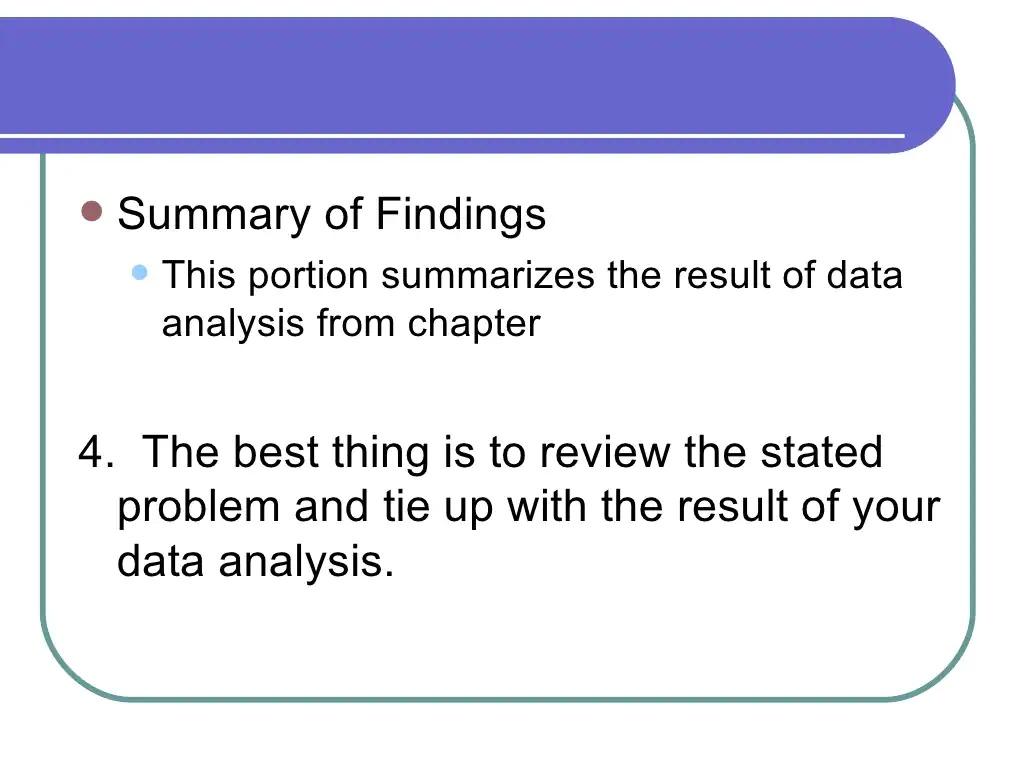 Summary of Findings
This portion summarizes the result of data
analysis from chapter
4. The best thing is to review the stated
problem and tie up with the result of your
data analysis.